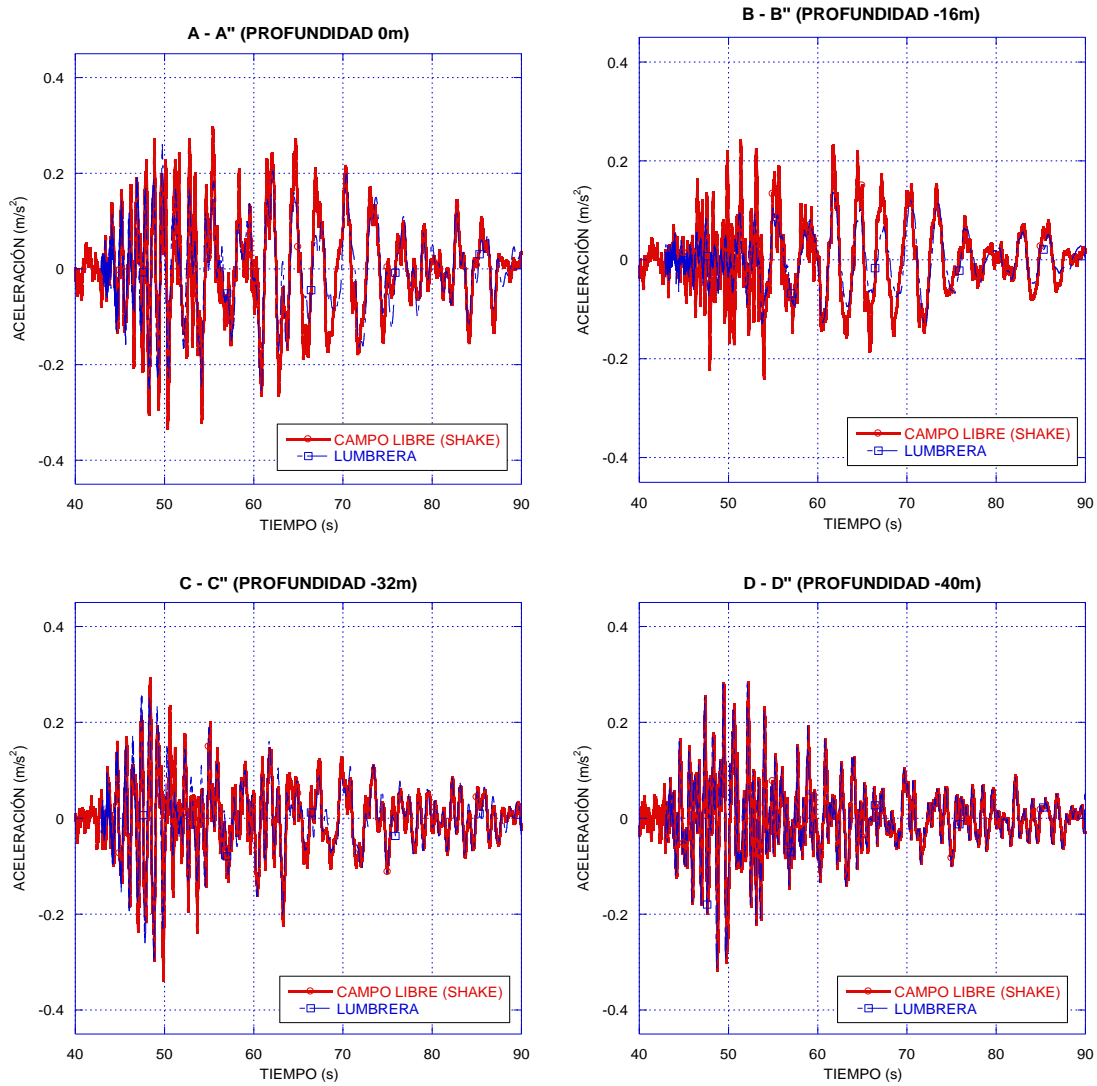 A - A" (PROFUNDIDAD 0m)
0.4
0.2
0
-0.2
-0.4
ACELERACIÓN (m/s²)
CAMPO LIBRE (SHAKE)
LUMBRERA
40 50 60 70 80 90
TIEMPO (s)
B - B" (PROFUNDIDAD -16m)
0.4
0.2
0
-0.2
-0.4
ACELERACIÓN (m/s²)
CAMPO LIBRE (SHAKE)
LUMBRERA
40 50 60 70 80 90
TIEMPO (s)
C - C" (PROFUNDIDAD -32m)
0.4
0.2
0
-0.2
-0.4
ACELERACIÓN (m/s²)
CAMPO LIBRE (SHAKE)
LUMBRERA
40 50 60 70 80 90
TIEMPO (s)
D - D" (PROFUNDIDAD -40m)
0.4
0.2
0
-0.2
-0.4
ACELERACIÓN (m/s²)
CAMPO LIBRE (SHAKE)
LUMBRERA
40 50 60 70 80 90
TIEMPO (s)